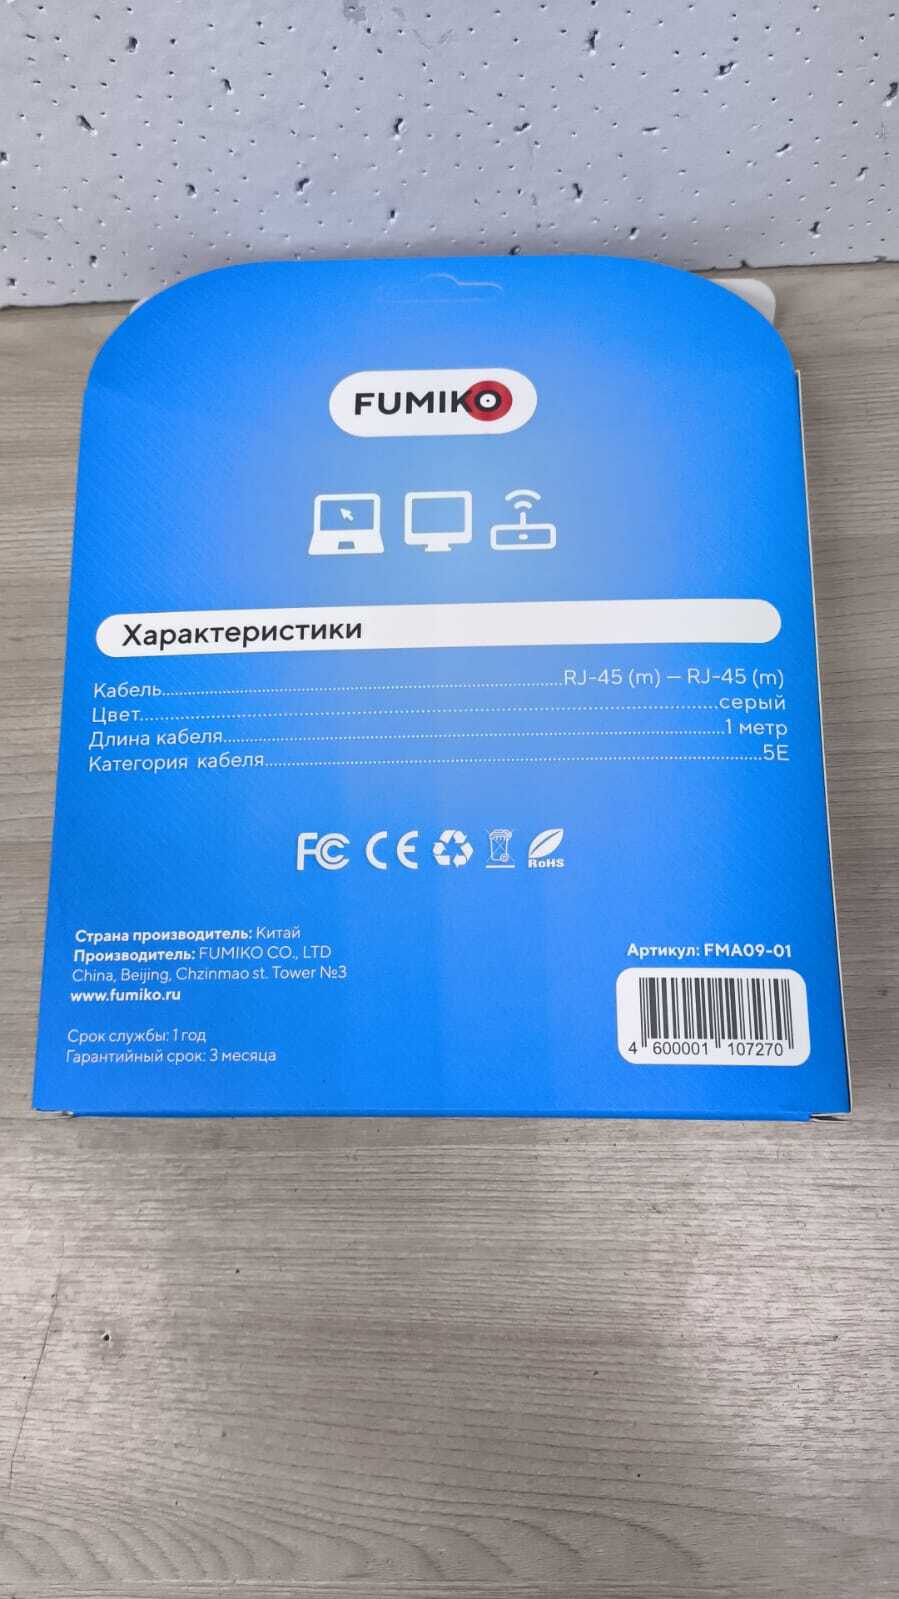 FUMIKO
Характеристики
Кабель........RJ-45 (m) — RJ-45 (m)
Цвет........серый
Длина кабеля........1 метр
Категория кабеля........5E
FC CE RoHS
Страна производитель: Китай
Производитель: FUMIKO CO., LTD
China, Beijing, Chzinmao st. Tower №3
www.fumiko.ru
Срок службы: 1 год
Гарантийный срок: 3 месяца
Артикул: FMA09-01
4 600001 107270